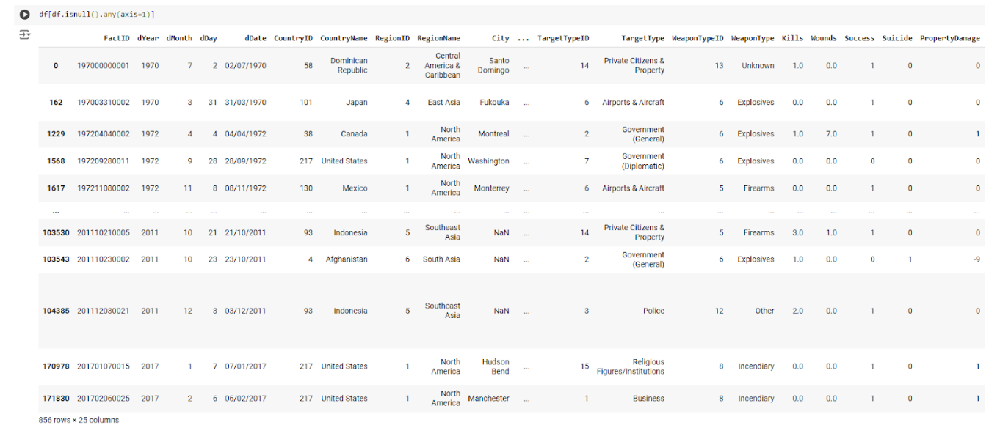 df[df.isnull().any(axis=1)]
FactID dYear dMonth dDay dDate CountryID CountryName RegionID RegionName City ... TargetTypeID TargetType WeaponTypeID WeaponType Kills Wounds Success Suicide PropertyDamage
0 197000000001 1970 7 2 02/07/1970 58 Dominican Republic 2 Central America & Caribbean Santo Domingo ... 14 Private Citizens & Property 13 Unknown 1.0 0.0 1 0 0
162 197003310002 1970 3 31 31/03/1970 101 Japan 4 East Asia Fukouka ... 6 Airports & Aircraft 6 Explosives 0.0 0.0 1 0 0
1229 197204040002 1972 4 4 04/04/1972 38 Canada 1 North America Montreal ... 2 Government (General) 6 Explosives 1.0 7.0 1 0 1
1568 197209280011 1972 9 28 28/09/1972 217 United States 1 North America Washington ... 7 Government (Diplomatic) 6 Explosives 0.0 0.0 0 0 0
1617 197211080002 1972 11 8 08/11/1972 130 Mexico 1 North America Monterrey ... 6 Airports & Aircraft 5 Firearms 0.0 0.0 1 0 0
... ... ... ... ... ... ... ... ... ... ... ... ... ... ... ... ... ... ... ... ...
103530 201110210005 2011 10 21 21/10/2011 93 Indonesia 5 Southeast Asia NaN ... 14 Private Citizens & Property 5 Firearms 3.0 1.0 1 0 0
103543 201110230002 2011 10 23 23/10/2011 4 Afghanistan 6 South Asia NaN ... 2 Government (General) 6 Explosives 1.0 0.0 0 1 -9
104385 201112030021 2011 12 3 03/12/2011 93 Indonesia 5 Southeast Asia NaN ... 3 Police 12 Other 2.0 0.0 1 0 0
170978 201701070015 2017 1 7 07/01/2017 217 United States 1 North America Hudson Bend ... 15 Religious Figures/Institutions 8 Incendiary 0.0 0.0 1 0 1
171830 201702060025 2017 2 6 06/02/2017 217 United States 1 North America Manchester ... 1 Business 8 Incendiary 0.0 0.0 1 0 1
856 rows × 25 columns